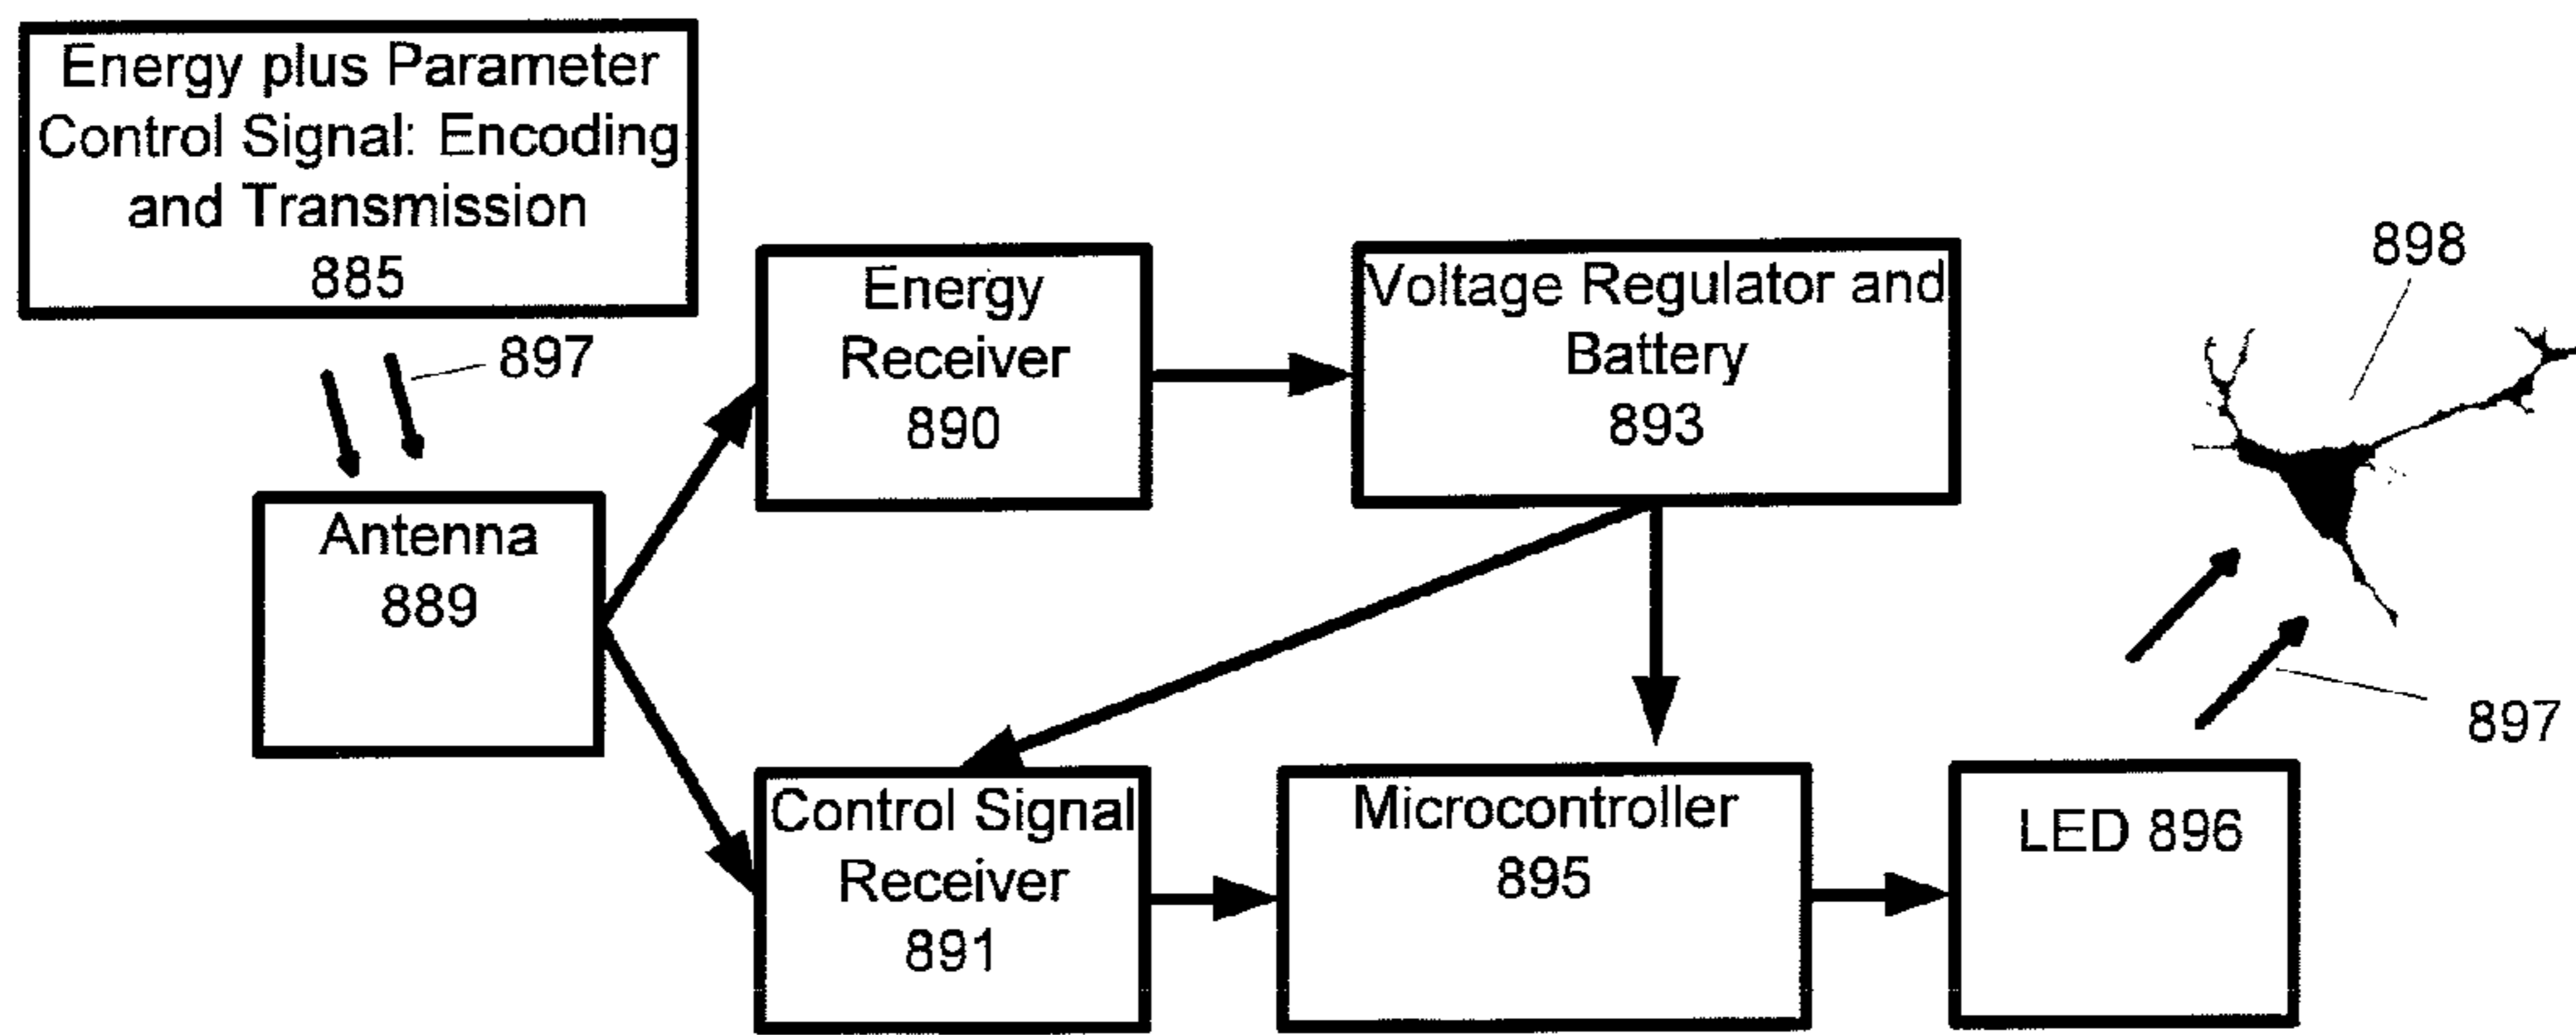 Energy plus Parameter
Control Signal: Encoding
and Transmission
885
897
Antenna
889
Energy
Receiver
890
Voltage Regulator and
Battery
893
898
Control Signal
Receiver
891
Microcontroller
895
LED 896
897